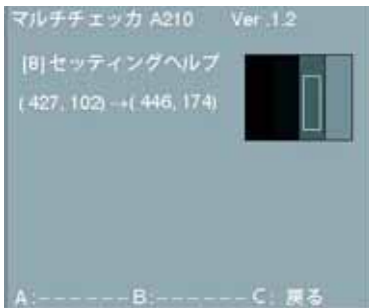 マルチチェッカ A210 Ver .1.2
[8]セッティングヘルプ
(427, 102)→(446, 174)
A:------B:------C: 戻る